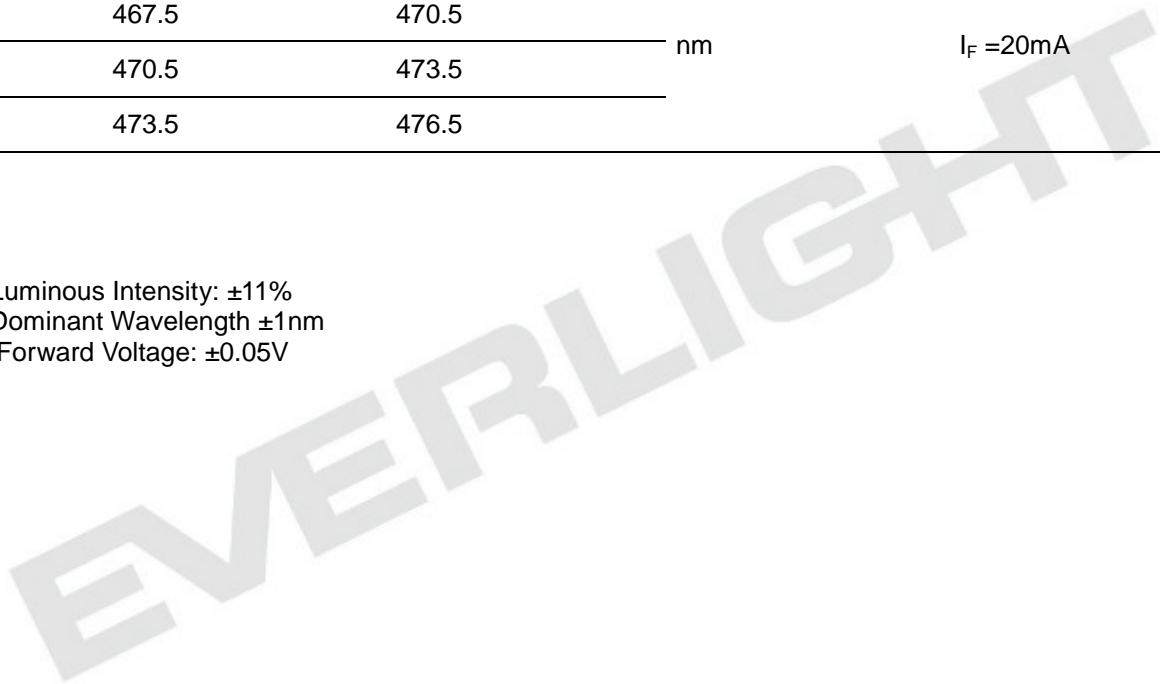 467.5 470.5
nm I_F =20mA
470.5 473.5
473.5 476.5
Luminous Intensity: ±11%
Dominant Wavelength ±1nm
Forward Voltage: ±0.05V
EVERLIGHT